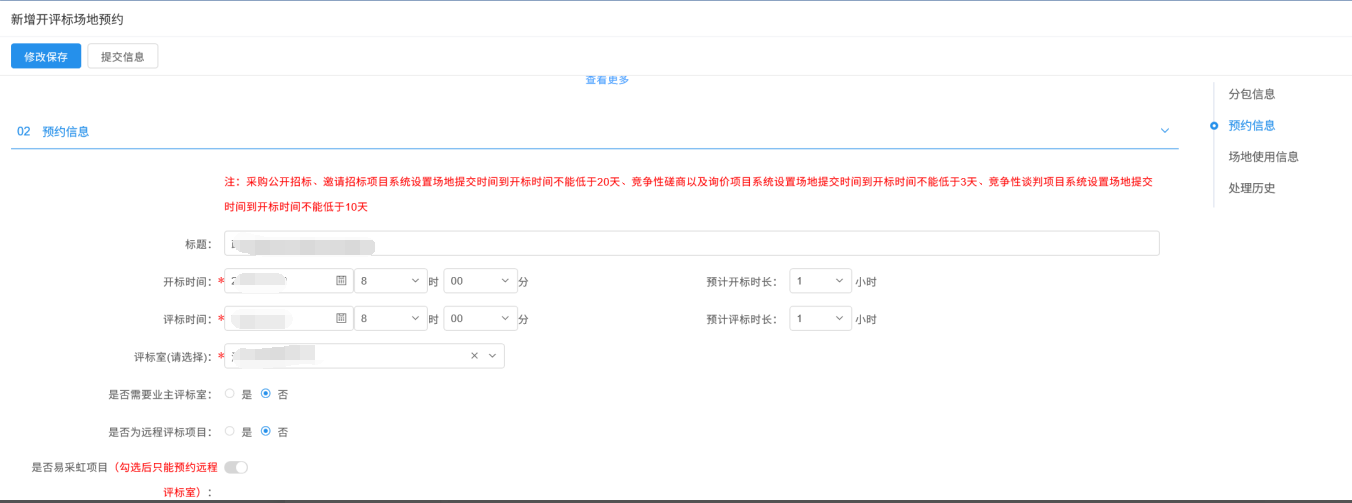 新增开评标场地预约
修改保存 提交信息
查看更多
分包信息
预约信息
场地使用信息
处理历史
02 预约信息
注：采购公开招标、邀请招标项目系统设置场地提交时间到开标时间不能低于20天、竞争性磋商以及询价项目系统设置场地提交时间到开标时间不能低于3天、竞争性谈判项目系统设置场地提交
时间到开标时间不能低于10天
标题：
开标时间：* 2 8 时 00 分 预计开标时长： 1 小时
评标时间：* 8 时 00 分 预计评标时长： 1 小时
评标室(请选择)：*
是否需要业主评标室： 是 否
是否为远程评标项目： 是 否
是否易采虹项目（勾选后只能预约远程
评标室）：